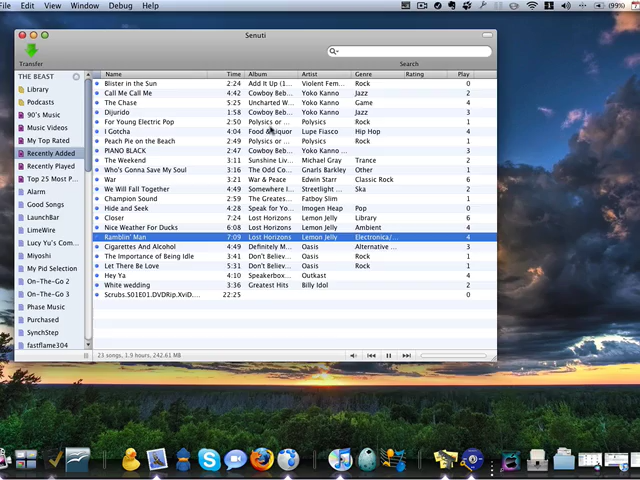 File Edit View Window Debug Help (99%)
Senuti
Transfer
Search
THE BEAST
Library
Podcasts
90's Music
Music Videos
My Top Rated
Recently Added
Recently Played
Top 25 Most P...
Alarm
Good Songs
LaunchBar
LimeWire
Lucy Yu's Com...
Miyoshi
My Pid Selection
On-The-Go 2
On-The-Go 3
Phase Music
Purchased
SynchStep
fastflame304
Name Time Album Artist Genre Rating Play
Blister in the Sun 2:24 Add It Up (1... Violent Fem... Rock 0
Call Me Call Me 4:42 Cowboy Beb... Yoko Kanno Jazz 2
The Chase 5:25 Uncharted W... Yoko Kanno Game 4
Dijurido 1:58 Cowboy Beb... Yoko Kanno Jazz 3
For Young Electric Pop 2:50 Polysics or ... Polysics Rock 1
I Gotcha 4:04 Food & Liquor Lupe Fiasco Hip Hop 4
Peach Pie on the Beach 2:49 Polysics or ... Polysics Rock 1
PIANO BLACK 2:47 Cowboy Beb... Yoko Kanno ... 3
The Weekend 3:11 Sunshine Liv... Michael Gray Trance 2
Who's Gonna Save My Soul 3:16 The Odd Co... Gnarls Barkley Other 1
War 3:21 War & Peace Edwin Starr Classic Rock 6
We Will Fall Together 4:49 Somewhere I... Streetlight ... Ska 2
Champion Sound 2:59 The Greates... Fatboy Slim 1
Hide and Seek 4:28 Speak for Yo... Imogen Heap Pop 0
Closer 7:24 Lost Horizons Lemon Jelly Library 6
Nice Weather For Ducks 6:08 Lost Horizons Lemon Jelly Ambient 4
Ramblin' Man 7:09 Lost Horizons Lemon Jelly Electronica/... 4
Cigarettes And Alcohol 4:49 Definitely M... Oasis Alternative ... 3
The Importance of Being Idle 3:41 Don't Believ... Oasis Rock 1
Let There Be Love 5:31 Don't Believ... Oasis Rock 1
Hey Ya 4:10 Speakerbox... Outkast 4
White wedding 3:36 Greatest Hits Billy Idol 2
Scrubs.S01E01.DVDRip.XviD.... 22:25 0
23 songs, 1.9 hours, 242.61 MB